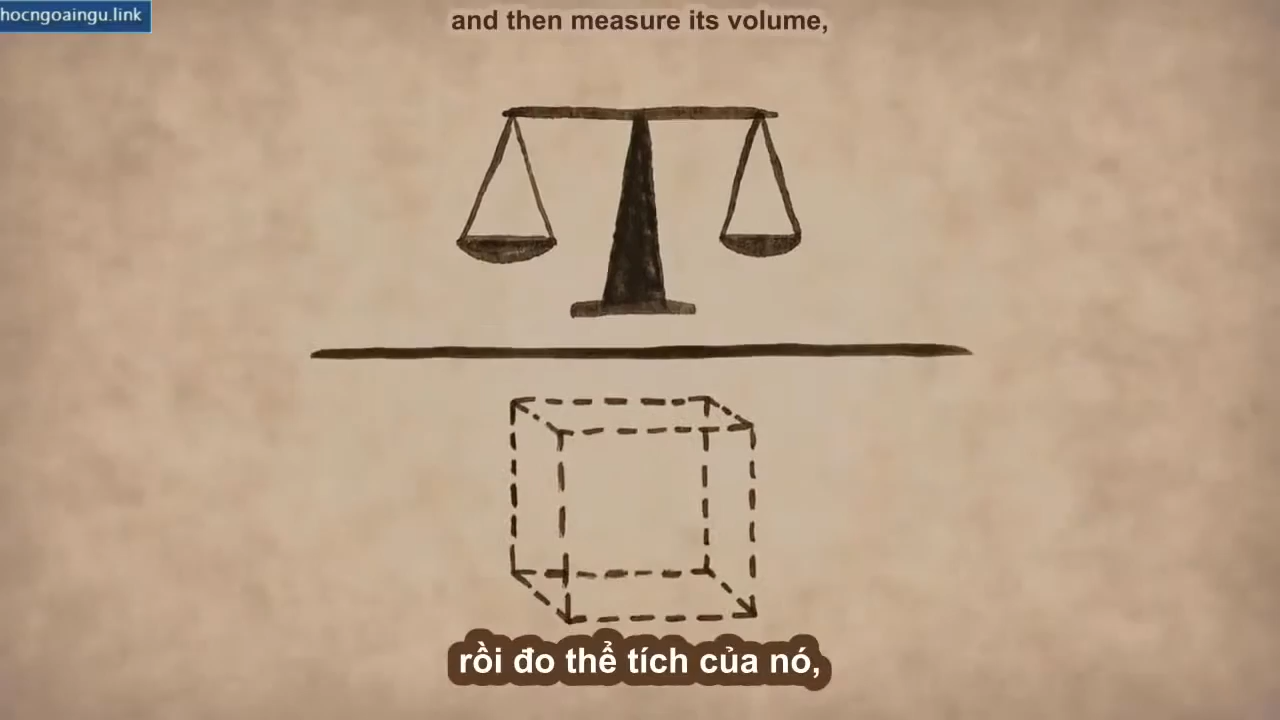 hocngoaingu.link
and then measure its volume,
rồi đo thể tích của nó,